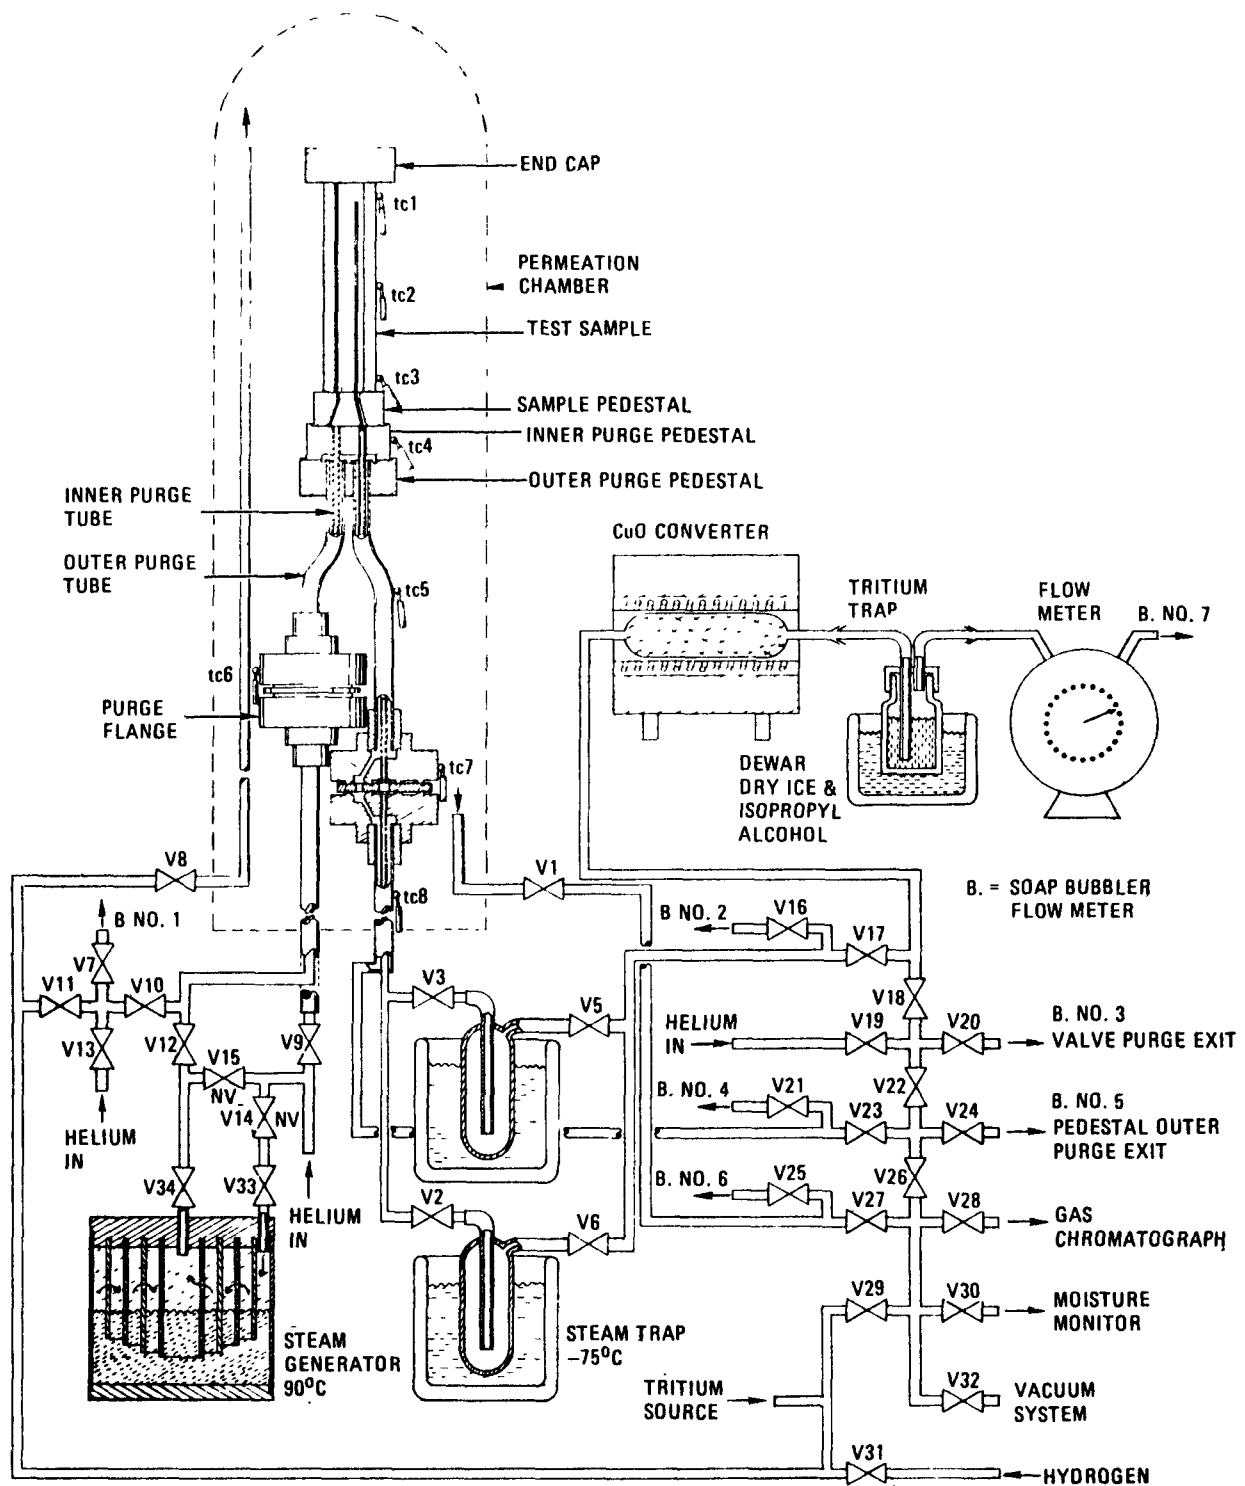 END CAP
tc1
PERMEATION
CHAMBER
tc2
TEST SAMPLE
tc3
SAMPLE PEDESTAL
INNER PURGE PEDESTAL
tc4
OUTER PURGE PEDESTAL
INNER PURGE
TUBE
OUTER PURGE
TUBE
tc5
tc6
PURGE
FLANGE
tc7
tc8
CuO CONVERTER
TRITIUM
TRAP
FLOW
METER
B. NO. 7
DEWAR
DRY ICE &
ISOPROPYL
ALCOHOL
B. = SOAP BUBBLER
FLOW METER
V8
B NO. 1
V7
V11
V10
V13
V12
V15
NV
V14
NV
V9
HELIUM
IN
V34
V33
HELIUM
IN
STEAM
GENERATOR
90°C
V1
V3
V5
V2
V6
STEAM TRAP
-75°C
B NO. 2
V16
V17
V18
HELIUM
IN
V19
V20
B. NO. 3
VALVE PURGE EXIT
V22
B. NO. 4
V21
V23
V24
B. NO. 5
PEDESTAL OUTER
PURGE EXIT
V26
B. NO. 6
V25
V27
V28
GAS
CHROMATOGRAPH
V29
V30
MOISTURE
MONITOR
TRITIUM
SOURCE
V32
VACUUM
SYSTEM
V31
HYDROGEN